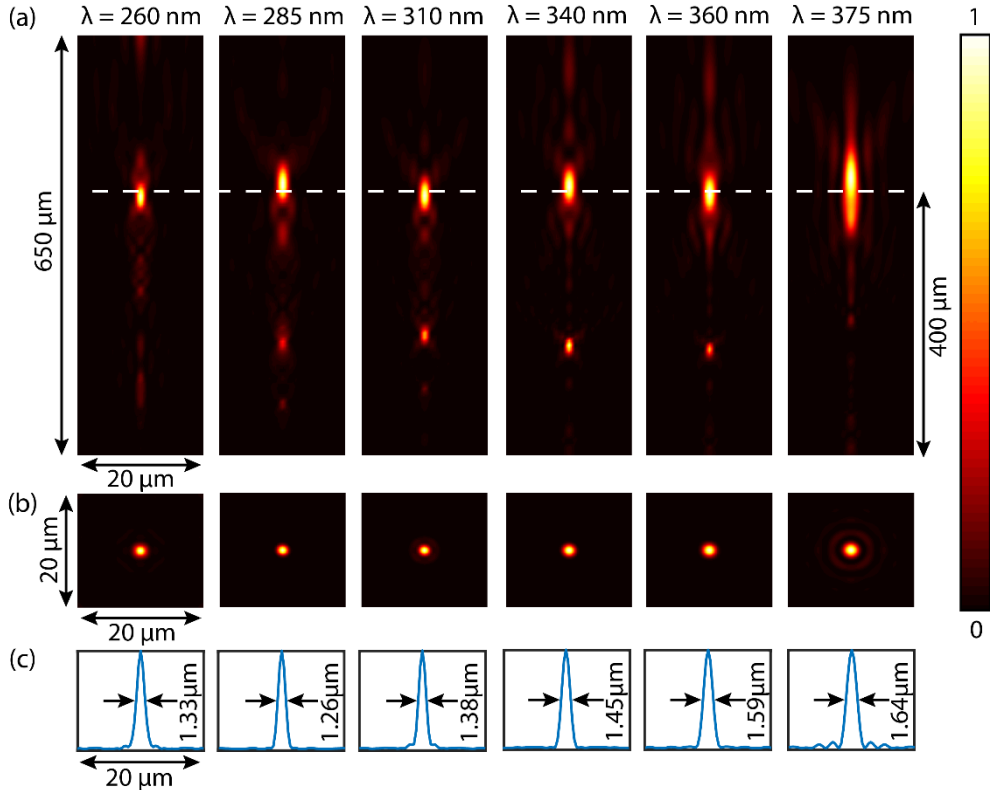 (a) λ = 260 nm λ = 285 nm λ = 310 nm λ = 340 nm λ = 360 nm λ = 375 nm 1
650 µm
400 µm
20 µm
(b)
20 µm
0
20 µm
(c)
1.33µm 1.26µm 1.38µm 1.45µm 1.59µm 1.64µm
20 µm